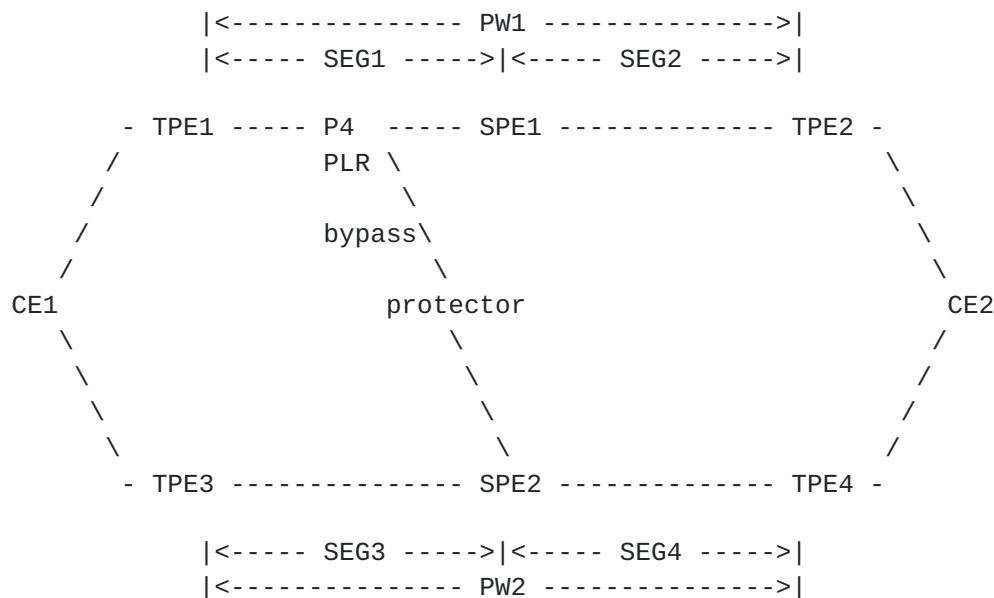 |<--------------- PW1 --------------->|
|<----- SEG1 ----->|<----- SEG2 ----->|
- TPE1 ----- P4  ----- SPE1 -------------- TPE2 -
/ PLR \ \
/ \ \
/ bypass\ \
/ \ \
CE1 protector CE2
\ \ /
\ \ /
\ \ /
\ \ /
- TPE3 --------------- SPE2 -------------- TPE4 -
|<----- SEG3 ----->|<----- SEG4 ----->|
|<--------------- PW2 --------------->|